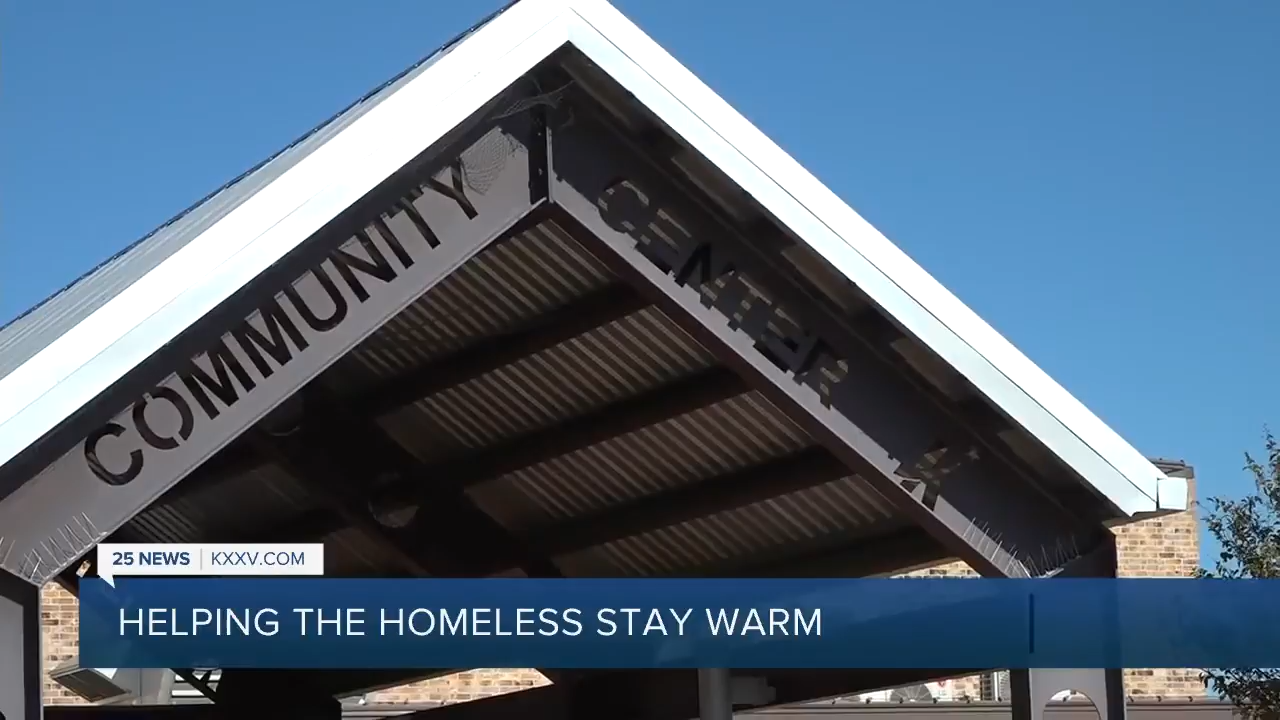 COMMUNITY
CENTER
25 NEWS | KXXV.COM
HELPING THE HOMELESS STAY WARM